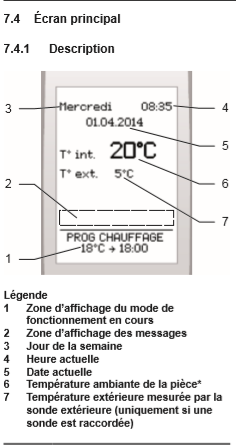 7.4 Écran principal
7.4.1 Description
Mercredi 08:35
01.04.2014
T° int. 20°C
T° ext. 5°C
PROG CHAUFFAGE
18°C → 18:00
3
2
1
4
5
6
7
Légende
1 Zone d'affichage du mode de
fonctionnement en cours
2 Zone d'affichage des messages
3 Jour de la semaine
4 Heure actuelle
5 Date actuelle
6 Température ambiante de la pièce*
7 Température extérieure mesurée par la
sonde extérieure (uniquement si une
sonde est raccordée)